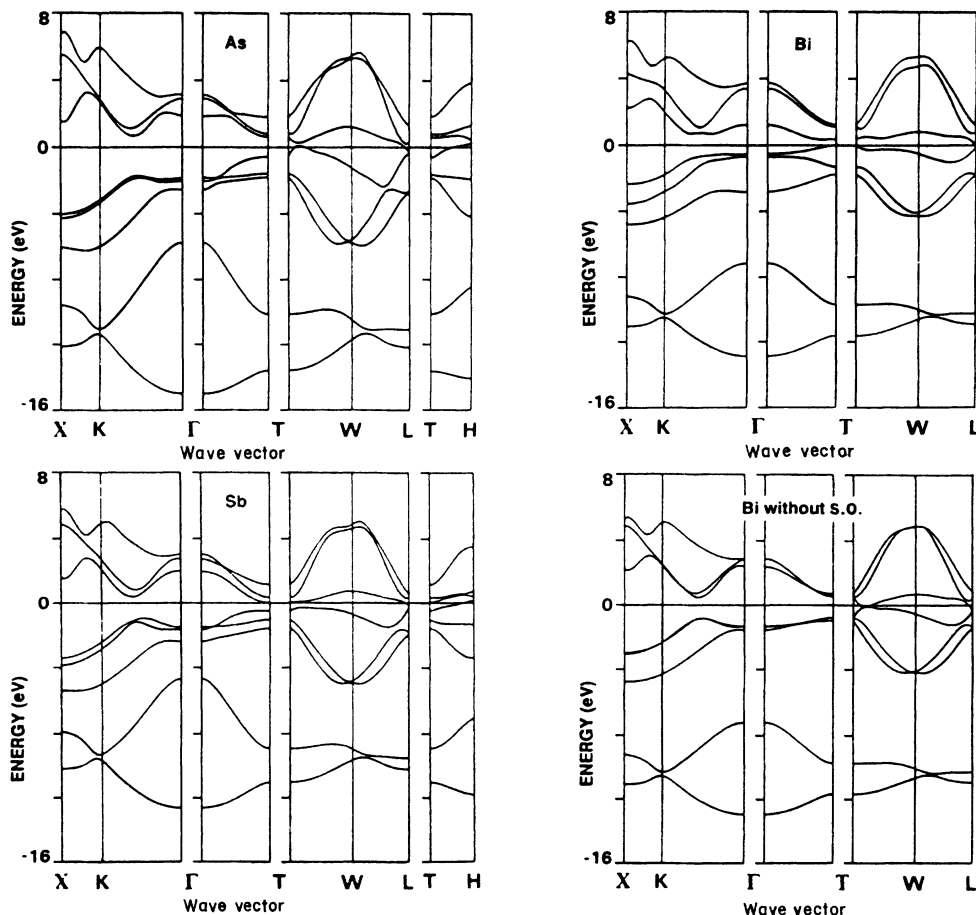 8
As
0
ENERGY (eV)
-16
X K Γ T W L T H
Wave vector
8
Bi
0
ENERGY (eV)
-16
X K Γ T W L
Wave vector
8
Sb
0
ENERGY (eV)
-16
X K Γ T W L T H
Wave vector
8
Bi without s.o.
0
ENERGY (eV)
-16
X K Γ T W L
Wave vector